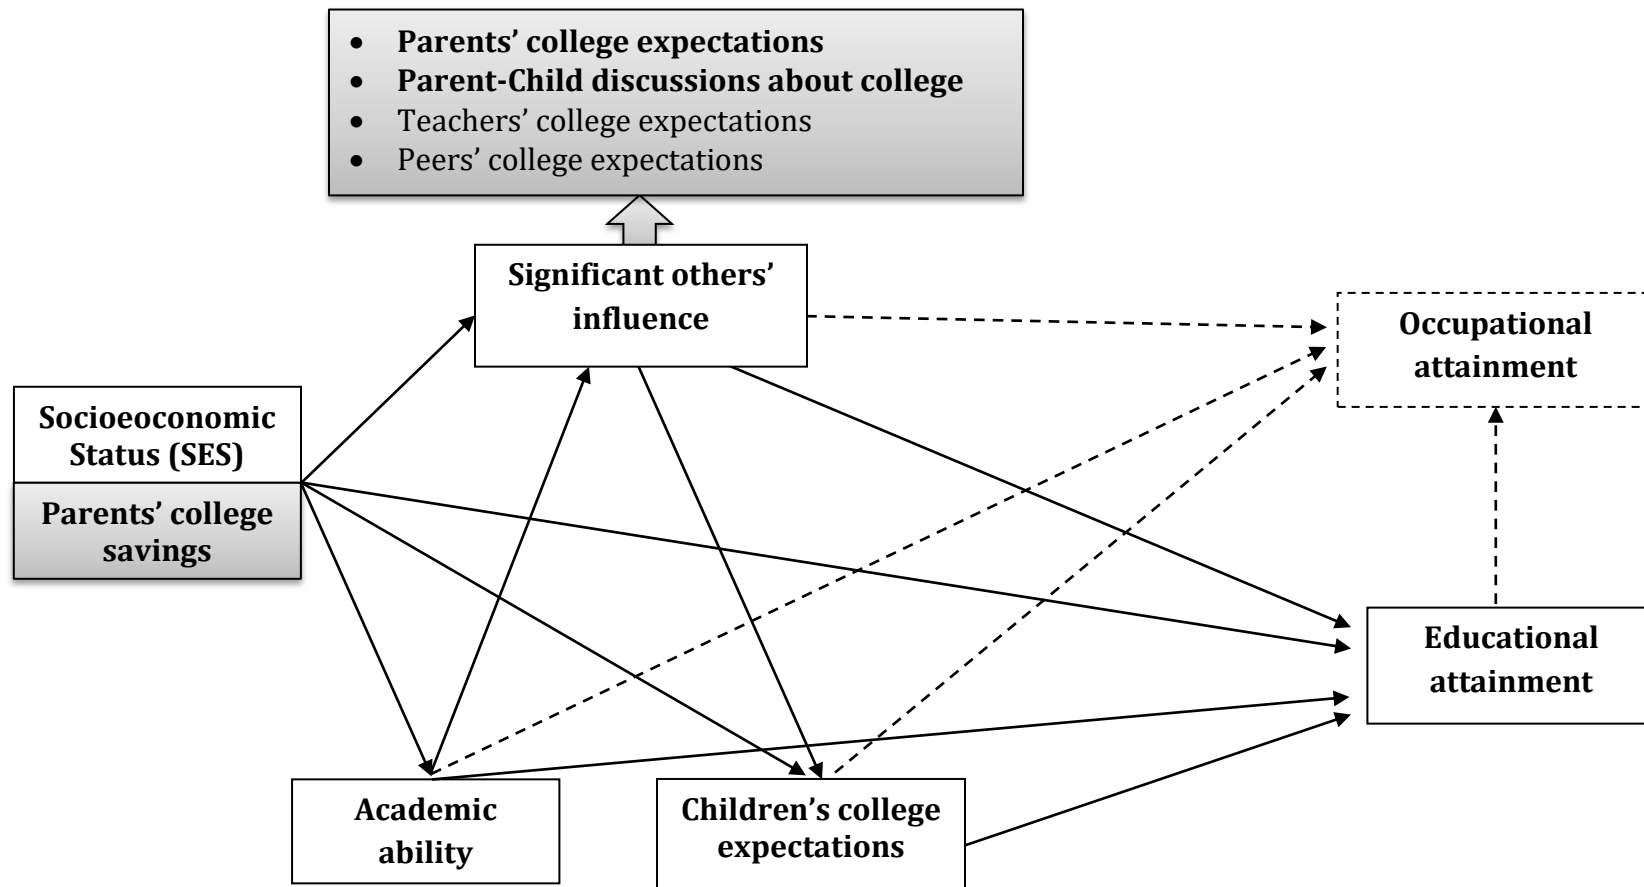 • Parents’ college expectations
• Parent-Child discussions about college
• Teachers’ college expectations
• Peers’ college expectations
Significant others’
influence
Occupational
attainment
Socioeoconomic
Status (SES)
Parents’ college
savings
Educational
attainment
Academic
ability
Children’s college
expectations